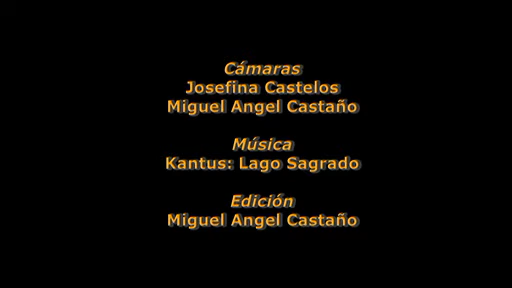 Cámaras
Josefina Castelos
Miguel Angel Castaño
Música
Kantus: Lago Sagrado
Edición
Miguel Angel Castaño